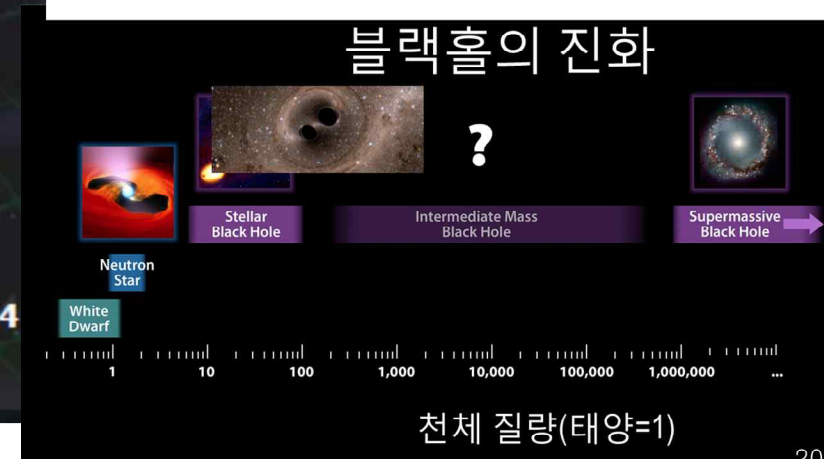 블랙홀의 진화
?
Stellar
Black Hole
Intermediate Mass
Black Hole
Supermassive
Black Hole
Neutron
Star
White
Dwarf
4
1 10 100 1,000 10,000 100,000 1,000,000 ...
천체 질량(태양=1)
20